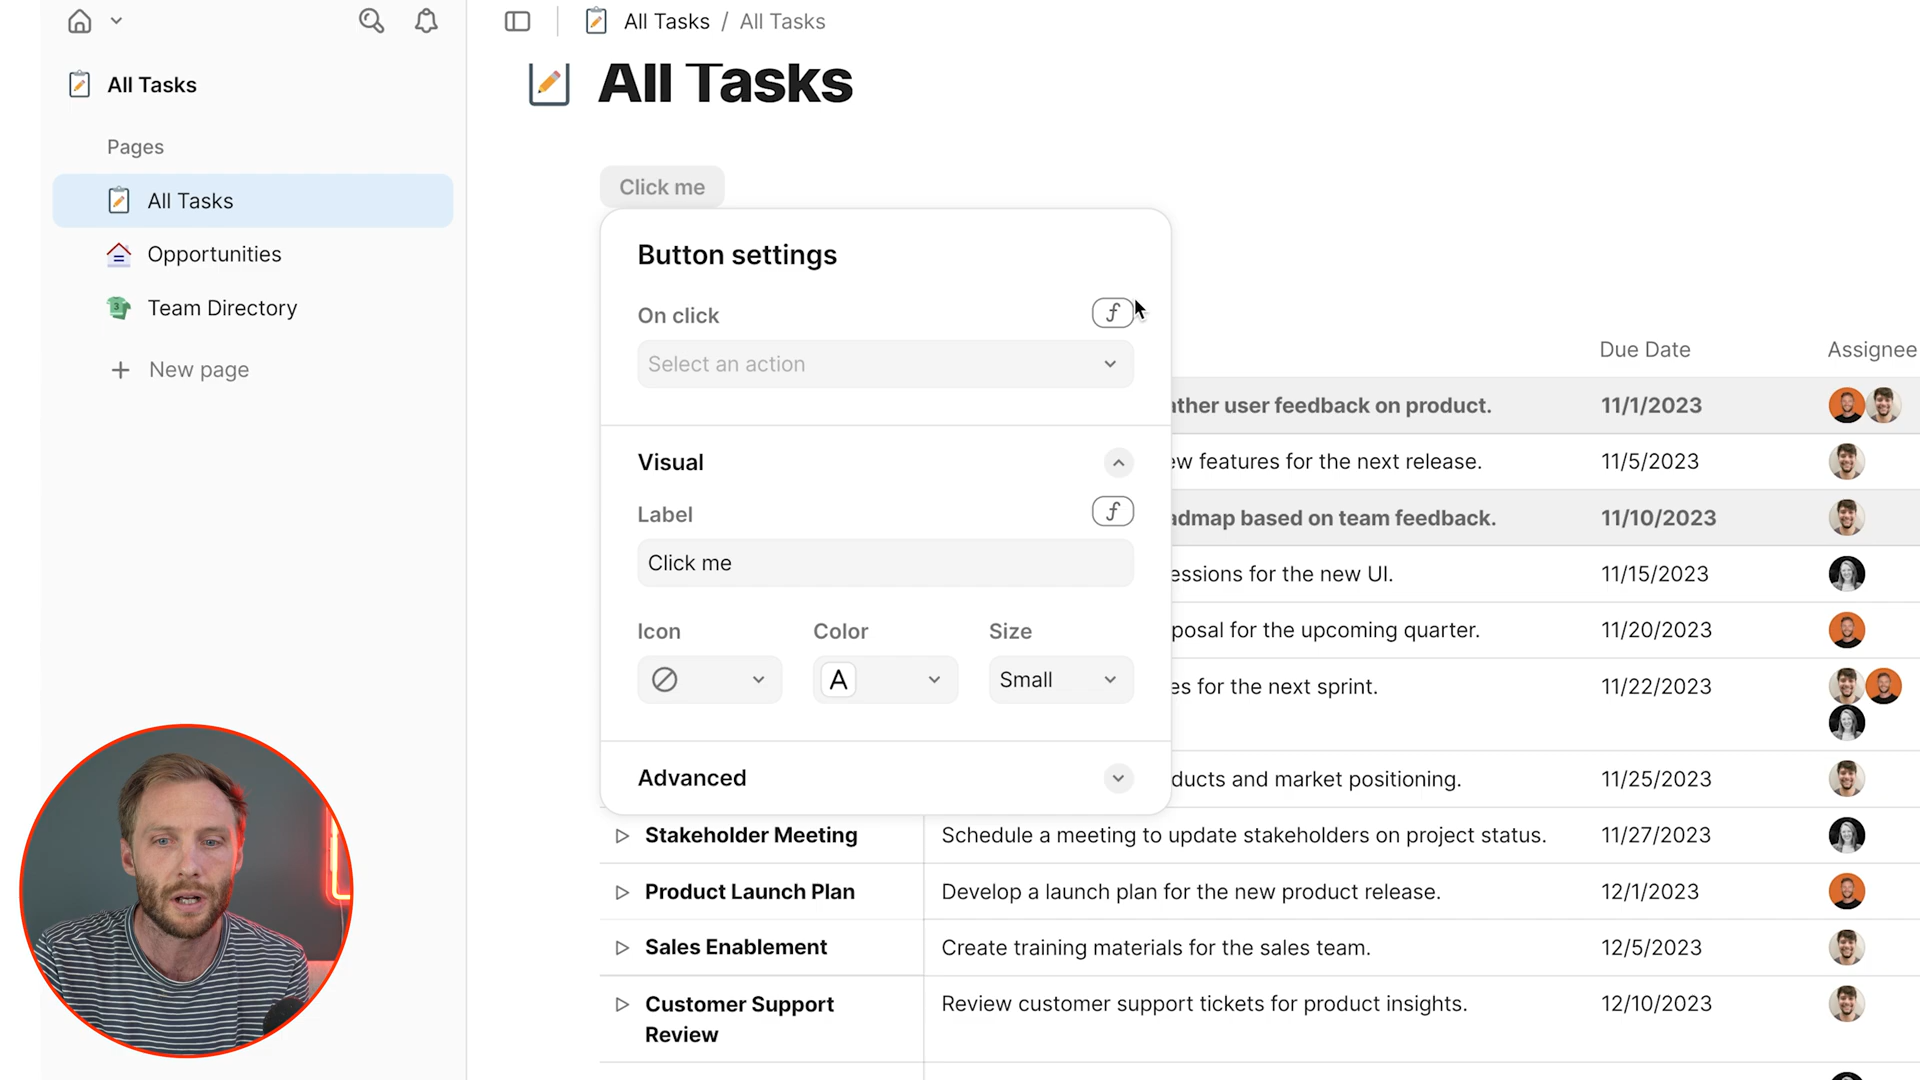 All Tasks / All Tasks
All Tasks
Pages
All Tasks
Opportunities
3
Team Directory
New page
All Tasks
Click me
Button settings
On click
f
Select an action
Visual
Label
f
Click me
Icon
Color
Size
A
Small
Advanced
Due Date
Assignee
ather user feedback on product.
11/1/2023
ew features for the next release.
11/5/2023
admap based on team feedback.
11/10/2023
essions for the new UI.
11/15/2023
posal for the upcoming quarter.
11/20/2023
es for the next sprint.
11/22/2023
ducts and market positioning.
11/25/2023
Stakeholder Meeting
Schedule a meeting to update stakeholders on project status.
11/27/2023
Product Launch Plan
Develop a launch plan for the new product release.
12/1/2023
Sales Enablement
Create training materials for the sales team.
12/5/2023
Customer Support
Review
Review customer support tickets for product insights.
12/10/2023